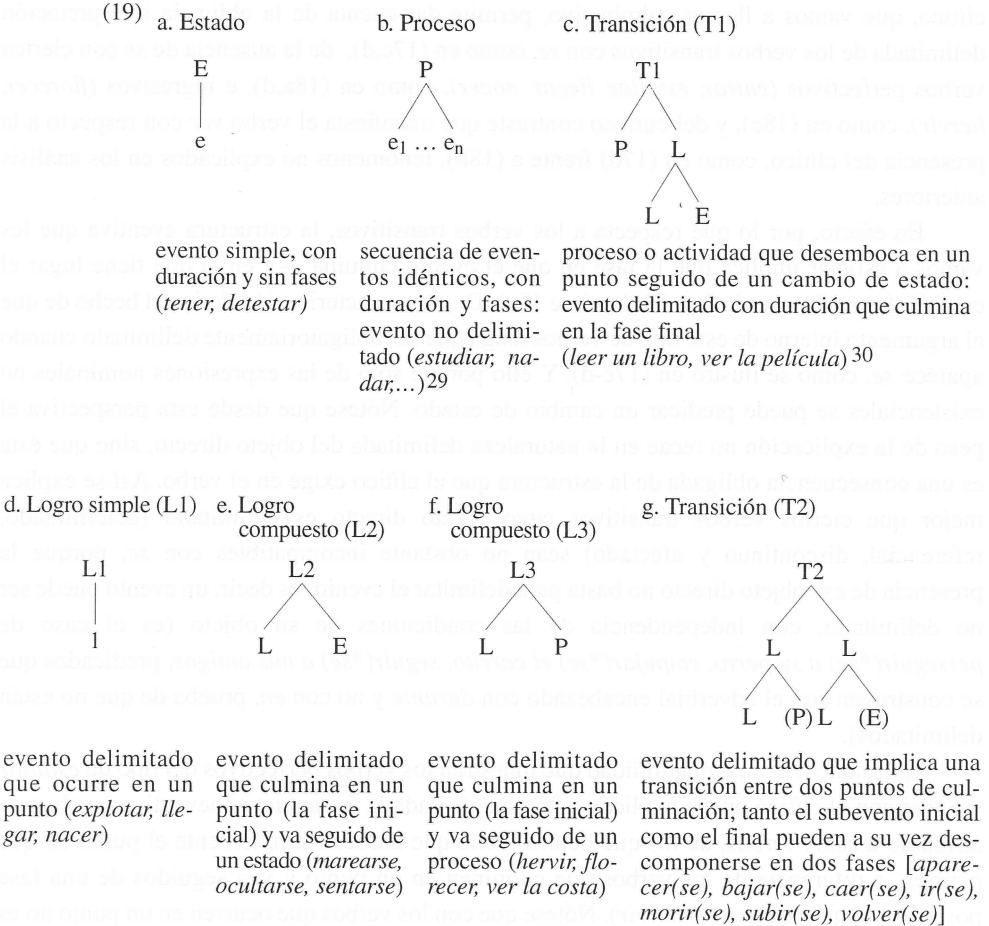 (19)
a. Estado
E
e
evento simple, con
duración y sin fases
(tener, detestar)
b. Proceso
P
e1 … en
secuencia de even-
tos idénticos, con
duración y fases:
evento no delimi-
tado (estudiar, na-
dar,...)29
c. Transición (T1)
T1
P L
L E
proceso o actividad que desemboca en un
punto seguido de un cambio de estado:
evento delimitado con duración que culmina
en la fase final
(leer un libro, ver la película)30
d. Logro simple (L1)
L1
l
evento delimitado
que ocurre en un
punto (explotar, lle-
gar, nacer)
e. Logro
compuesto (L2)
L2
L E
evento delimitado
que culmina en un
punto (la fase ini-
cial) y va seguido de
un estado (marearse,
ocultarse, sentarse)
f. Logro
compuesto (L3)
L3
L P
evento delimitado
que culmina en un
punto (la fase inicial)
y va seguido de un
proceso (hervir, flo-
recer, ver la costa)
g. Transición (T2)
T2
L L
L (P) L (E)
evento delimitado que implica una
transición entre dos puntos de cul-
minación; tanto el subevento inicial
como el final pueden a su vez des-
componerse en dos fases [apare-
cer(se), bajar(se), caer(se), ir(se),
morir(se), subir(se), volver(se)]